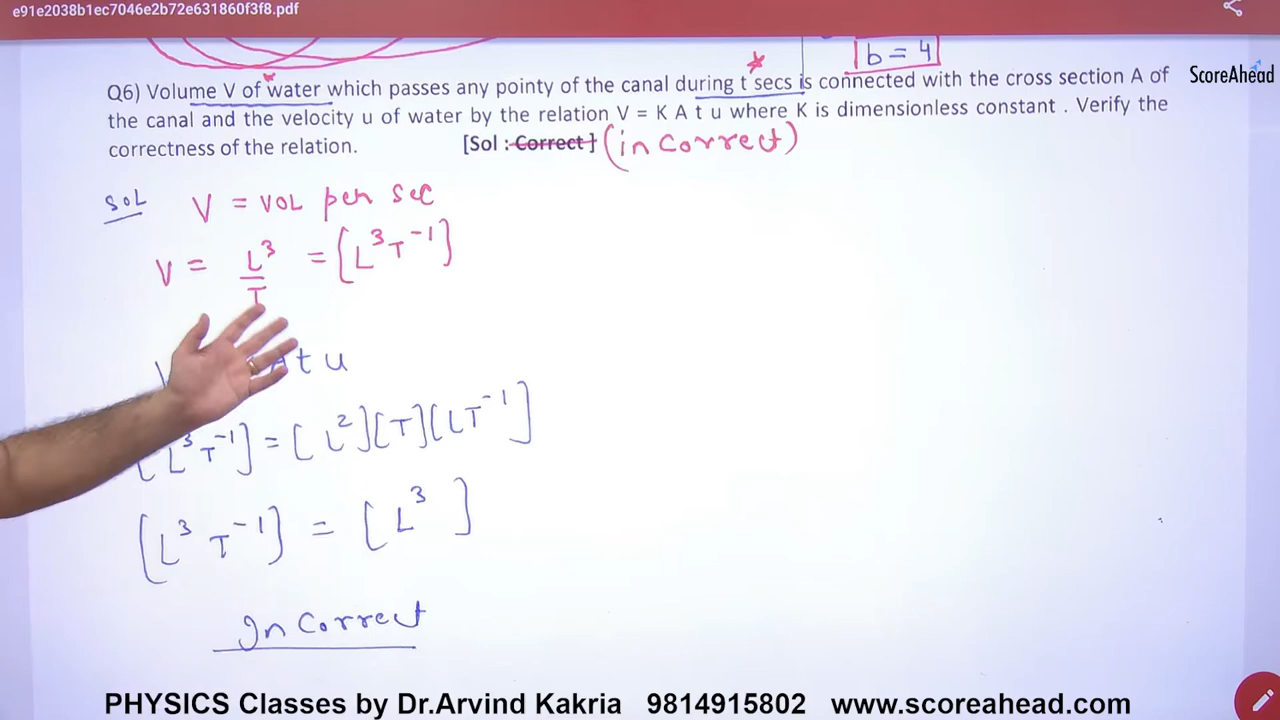 e91e2038b1ec7046e2b72e631860f3f8.pdf
b = 4
ScoreAhead
Q6) Volume V of water which passes any pointy of the canal during t secs is connected with the cross section A of
the canal and the velocity u of water by the relation V = K A t u where K is dimensionless constant . Verify the
correctness of the relation. [Sol : Correct ] (in correct)
Sol V = VOL per sec
V = L³/T = [L³ T⁻¹]
A t u
[L³ T⁻¹] = [L²][T][LT⁻¹]
[L³ T⁻¹] = [L³ ]
In correct
PHYSICS Classes by Dr.Arvind Kakria 9814915802 www.scoreahead.com